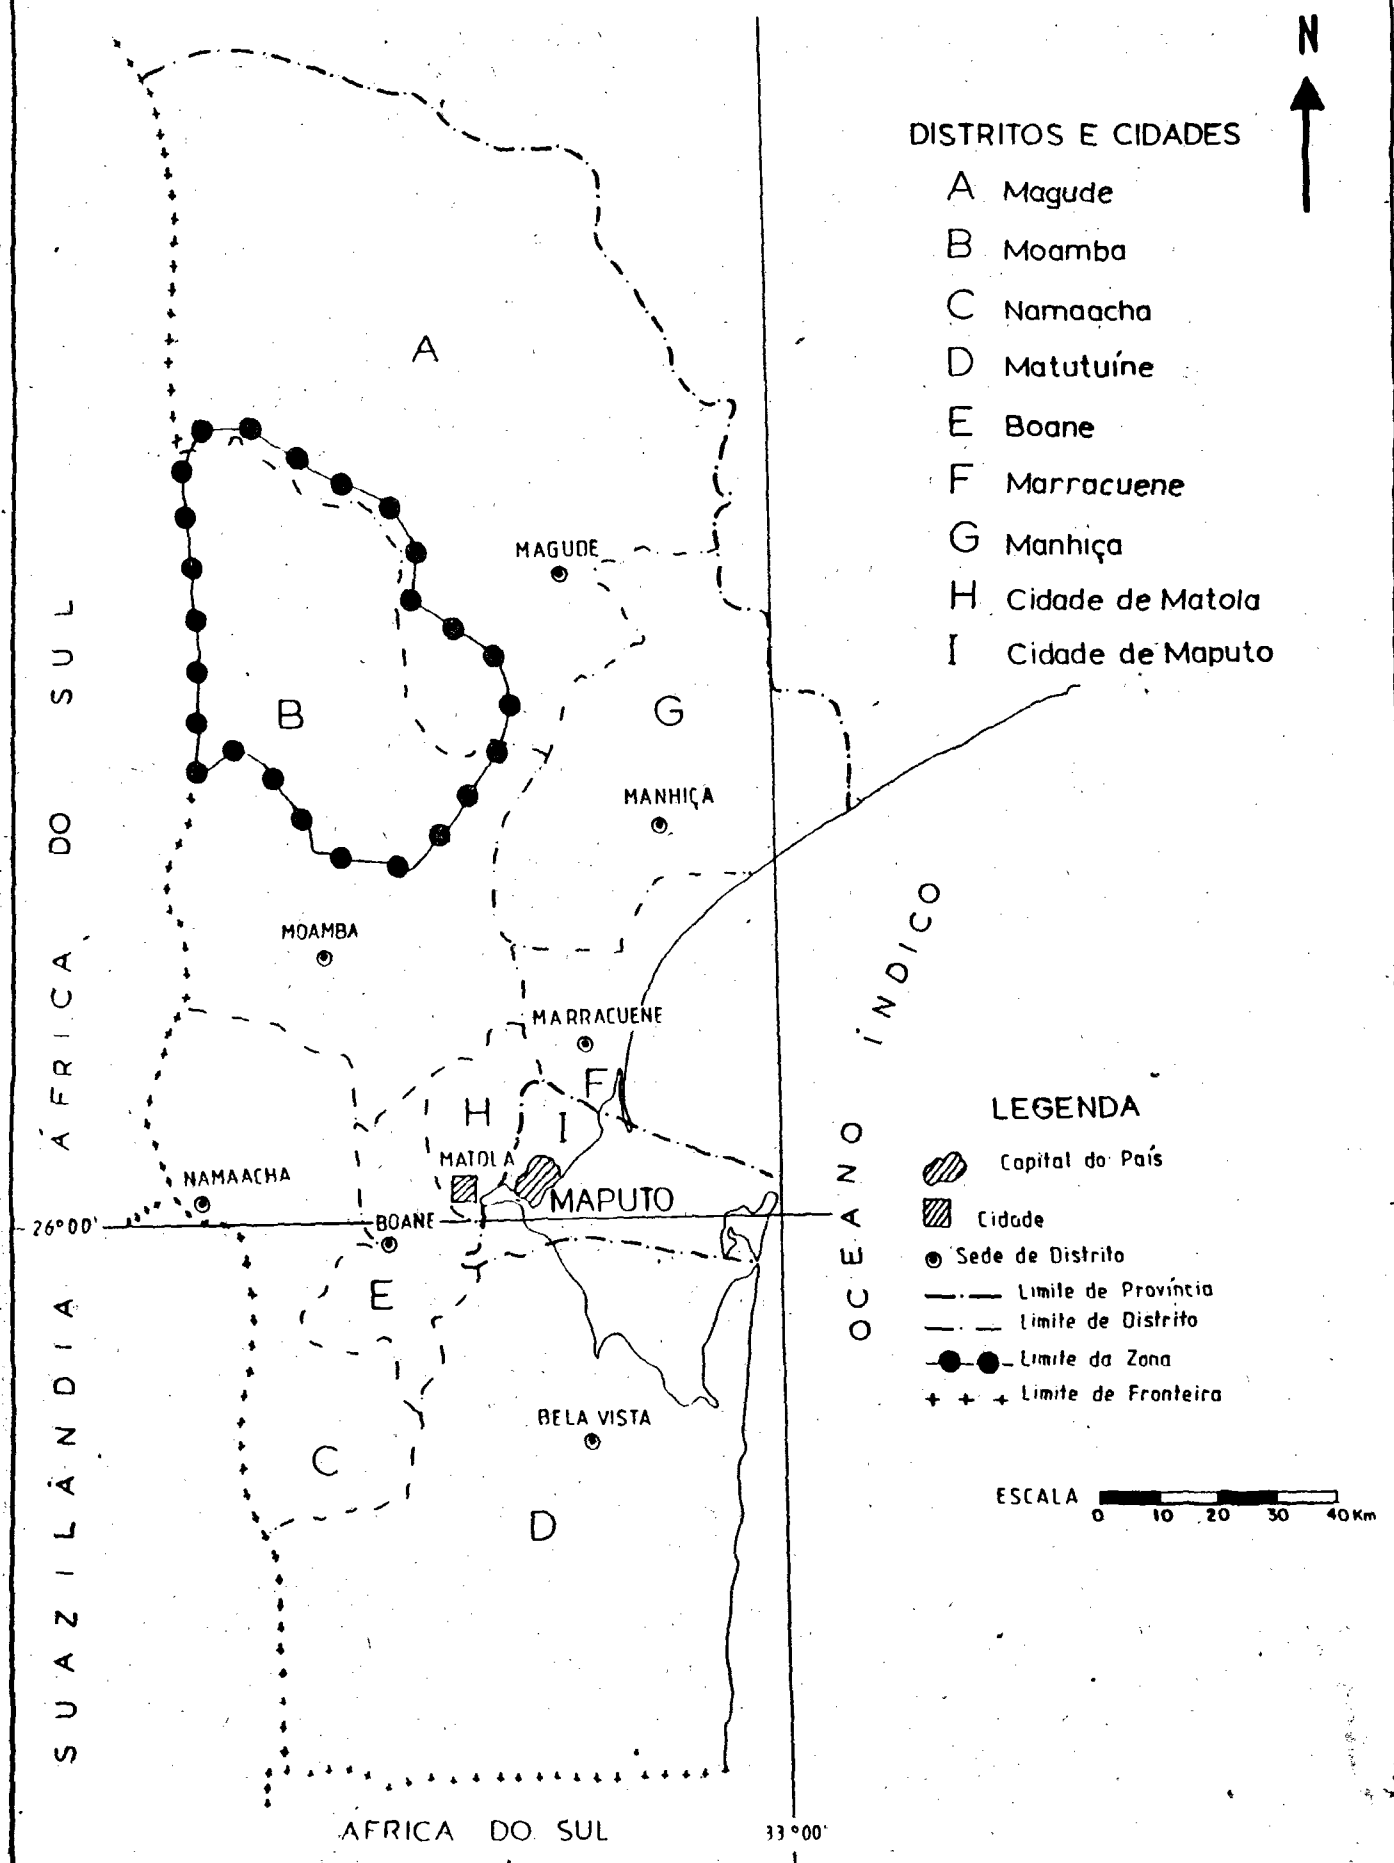 N
DISTRITOS E CIDADES
A Magude
B Moamba
C Namaacha
D Matutuíne
E Boane
F Marracuene
G Manhiça
H Cidade de Matola
I Cidade de Maputo
A
MAGUDE
B
G
MANHIÇA
MOAMBA
MARRACUENE
F
H
I
MATOLA
NAMAACHA
MAPUTO
26°00'
BOANE
E
BELA VISTA
C
D
ÁFRICA DO SUL
SUAZILÂNDIA
OCEANO ÍNDICO
LEGENDA
Capital do País
Cidade
Sede de Distrito
Limite de Província
Limite de Distrito
Limite da Zona
Limite de Fronteira
ESCALA
0 10 20 30 40 Km
AFRICA DO SUL
33°00'